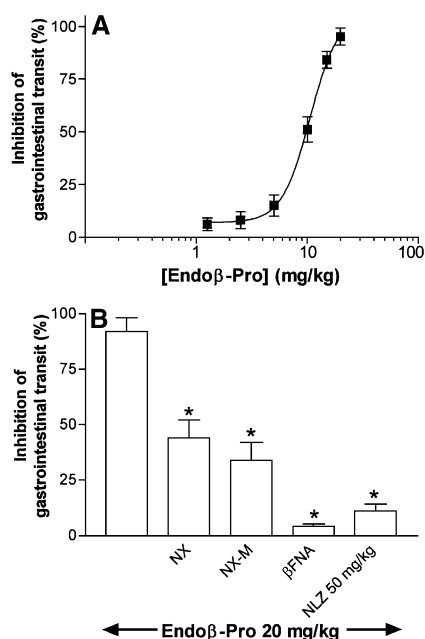 A
Inhibition of
gastrointestinal transit (%)
100
75
50
25
0
1
10
100
[Endoβ-Pro] (mg/kg)
B
Inhibition of
gastrointestinal transit (%)
100
75
50
25
0
*
*
*
*
NX
NX-M
βFNA
NLZ 50 mg/kg
Endoβ-Pro 20 mg/kg